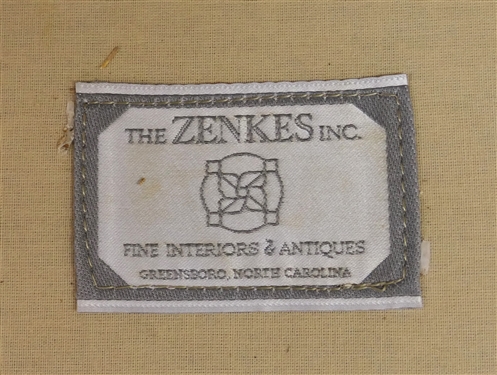 THE ZENKES INC.
FINE INTERIORS & ANTIQUES
GREENSBORO, NORTH CAROLINA